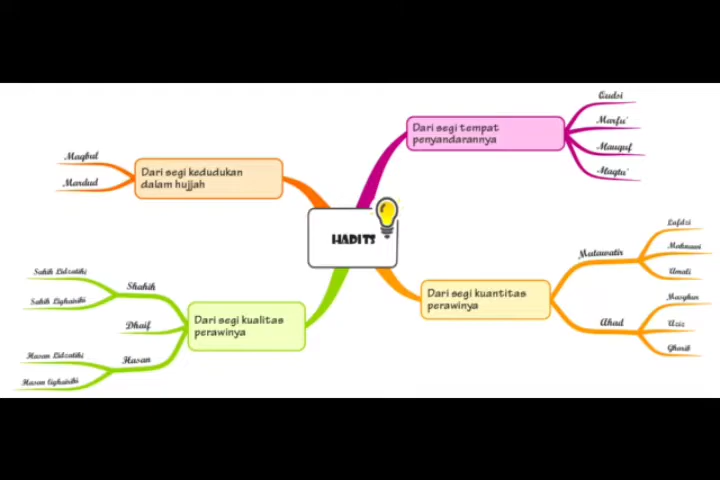 HADITS
Dari segi tempat
penyandarannya
Qudsi
Marfu'
Mauquf
Maqtu'
Dari segi kuantitas
perawinya
Mutawatir
Lafdzi
Maknawi
Amali
Ahad
Masyhur
Aziz
Gharib
Dari segi kualitas
perawinya
Shahih
Sahih Lidzatihi
Sahih Lighairihi
Dhaif
Hasan
Hasan Lidzatihi
Hasan Lighairihi
Dari segi kedudukan
dalam hujjah
Maqbul
Mardud